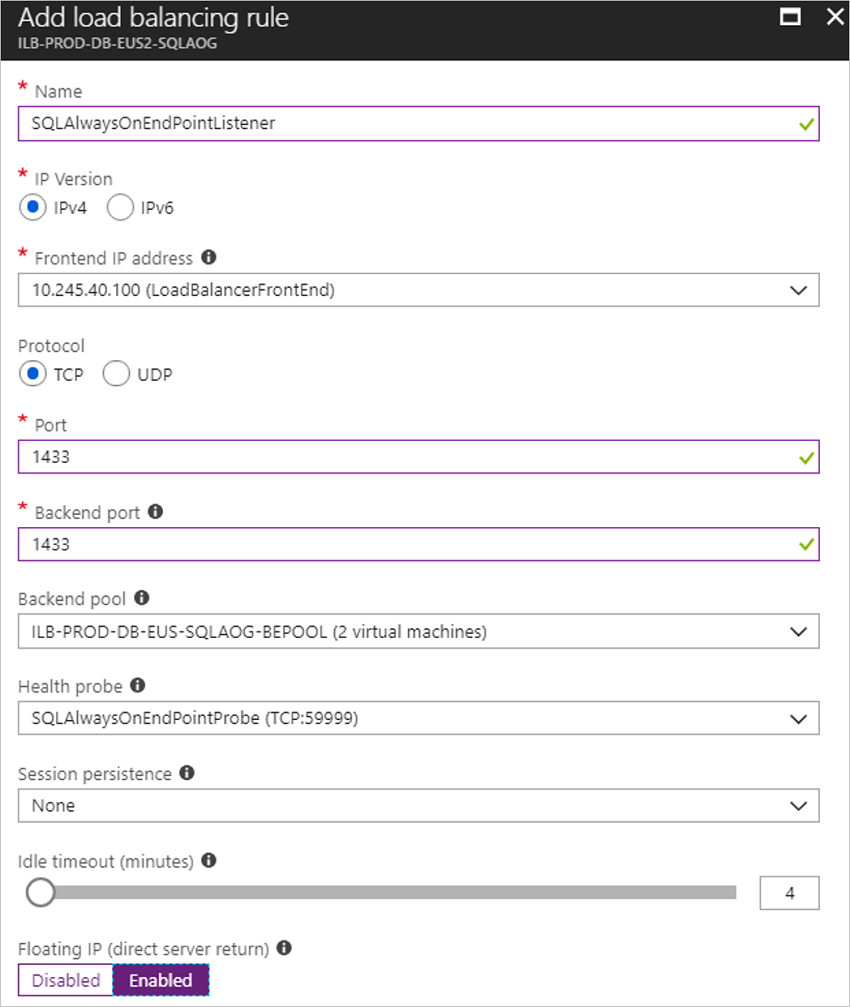 Add load balancing rule
ILB-PROD-DB-EUS2-SQLAOG
* Name
SQLAlwaysOnEndPointListener
* IP Version
IPv4 IPv6
* Frontend IP address
10.245.40.100 (LoadBalancerFrontEnd)
Protocol
TCP UDP
* Port
1433
* Backend port
1433
Backend pool
ILB-PROD-DB-EUS-SQLAOG-BEPOOL (2 virtual machines)
Health probe
SQLAlwaysOnEndPointProbe (TCP:59999)
Session persistence
None
Idle timeout (minutes)
4
Floating IP (direct server return)
Disabled Enabled